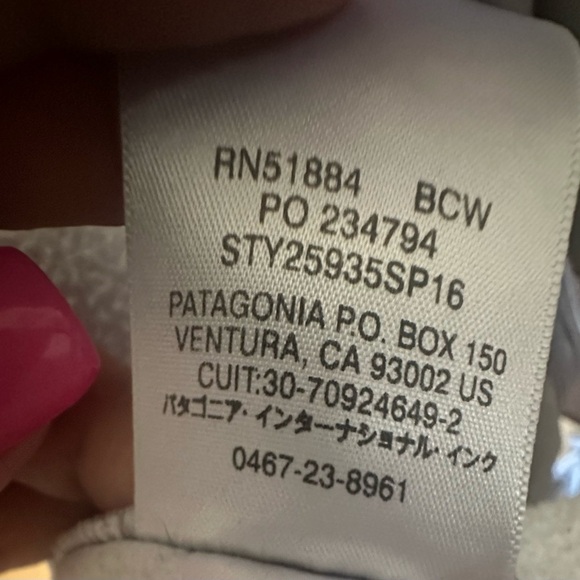 RN51884 BCW
PO 234794
STY25935SP16
PATAGONIA P.O. BOX 150
VENTURA, CA 93002 US
CUIT:30-70924649-2
パタゴニア・インターナショナル・インク
0467-23-8961